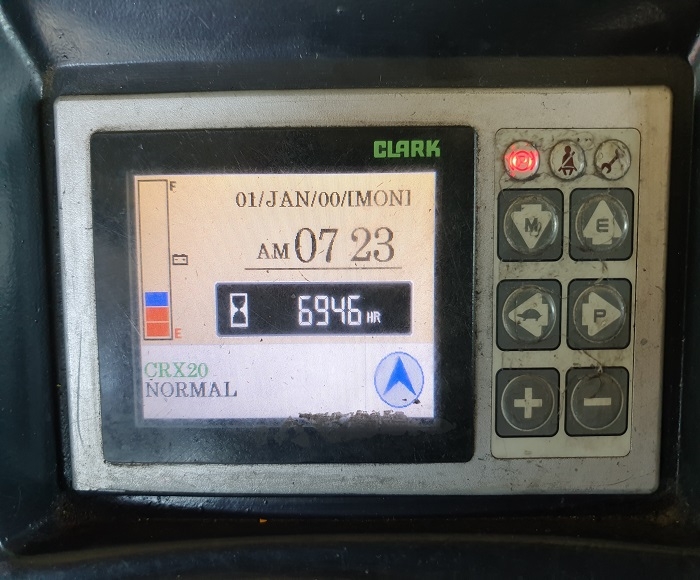 CLARK
F
01/JAN/00/[MON]
AM 07 23
6946 HR
E
CRX20
NORMAL
P
M
E
P
+
−